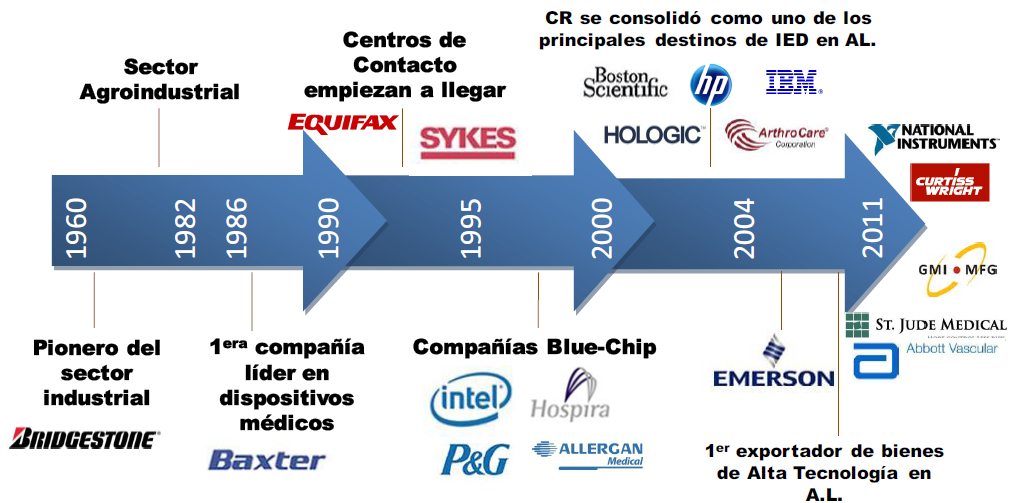 CR se consolidó como uno de los
principales destinos de IED en AL.
Centros de
Contacto
empiezan a llegar
Sector
Agroindustrial
Boston
Scientific
hp
IBM
EQUIFAX
SYKES
HOLOGIC
ArthroCare
Corporation
NATIONAL
INSTRUMENTS
CURTISS
WRIGHT
1960
1982
1986
1990
1995
2000
2004
2011
GMI MFG
ST. JUDE MEDICAL
Abbott Vascular
Pionero del
sector
industrial
BRIDGESTONE
1era compañía
líder en
dispositivos
médicos
Baxter
Compañías Blue-Chip
intel
Hospira
P&G
ALLERGAN
Medical
EMERSON
1er exportador de bienes
de Alta Tecnología en
A.L.